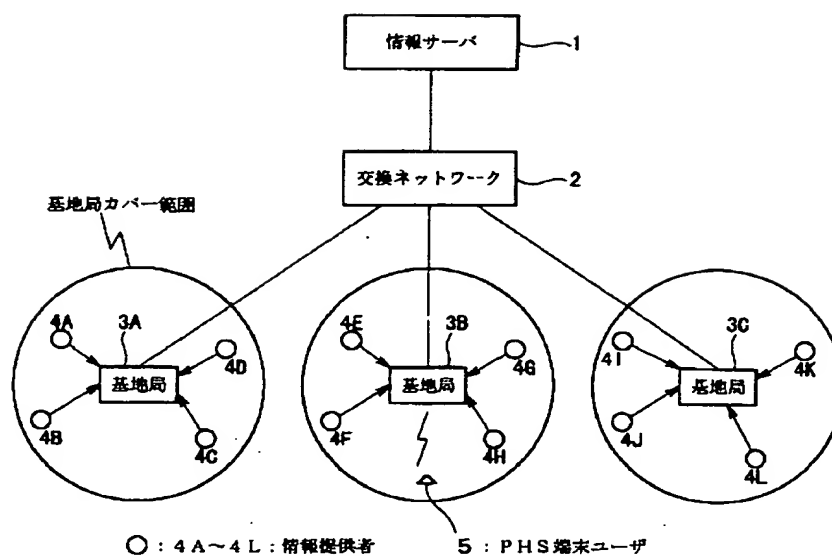 情報サーバ
1
交換ネットワーク
2
基地局カバー範囲
4A
3A
4D
基地局
4B
4C
4E
3B
4G
基地局
4F
4H
4I
3C
4K
基地局
4J
4L
○:4A〜4L:情報提供者
5:PHS端末ユーザ